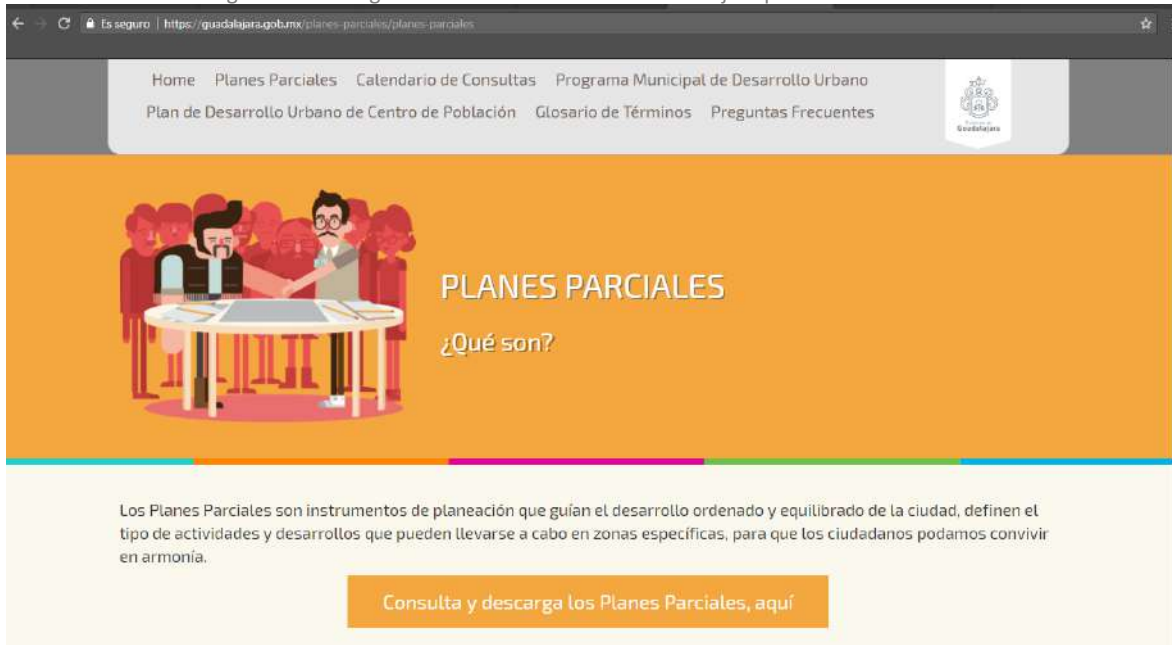 Es seguro | https://guadalajara.gob.mx/planes-parciales/planes-parciales
Home Planes Parciales Calendario de Consultas Programa Municipal de Desarrollo Urbano
Plan de Desarrollo Urbano de Centro de Población Glosario de Términos Preguntas Frecuentes
Guadalajara
PLANES PARCIALES
¿Qué son?
Los Planes Parciales son instrumentos de planeación que guían el desarrollo ordenado y equilibrado de la ciudad, definen el
tipo de actividades y desarrollos que pueden llevarse a cabo en zonas específicas, para que los ciudadanos podamos convivir
en armonía.
Consulta y descarga los Planes Parciales, aquí